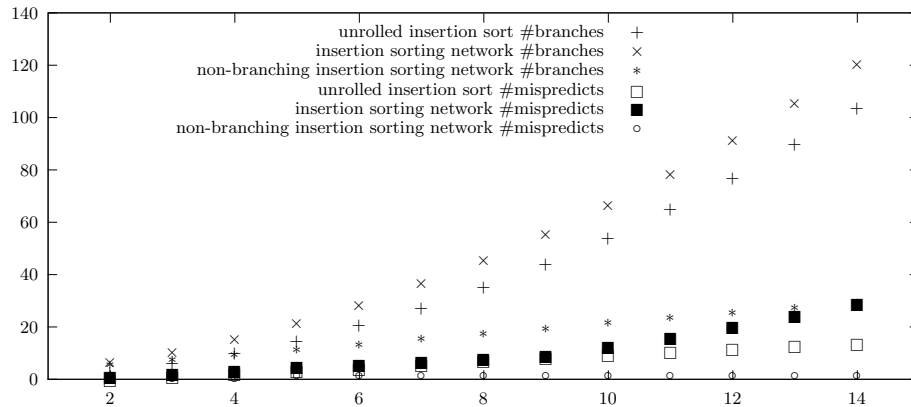 140
120
100
80
60
40
20
0
unrolled insertion sort #branches
insertion sorting network #branches
non-branching insertion sorting network #branches
unrolled insertion sort #mispredicts
insertion sorting network #mispredicts
non-branching insertion sorting network #mispredicts
2 4 6 8 10 12 14